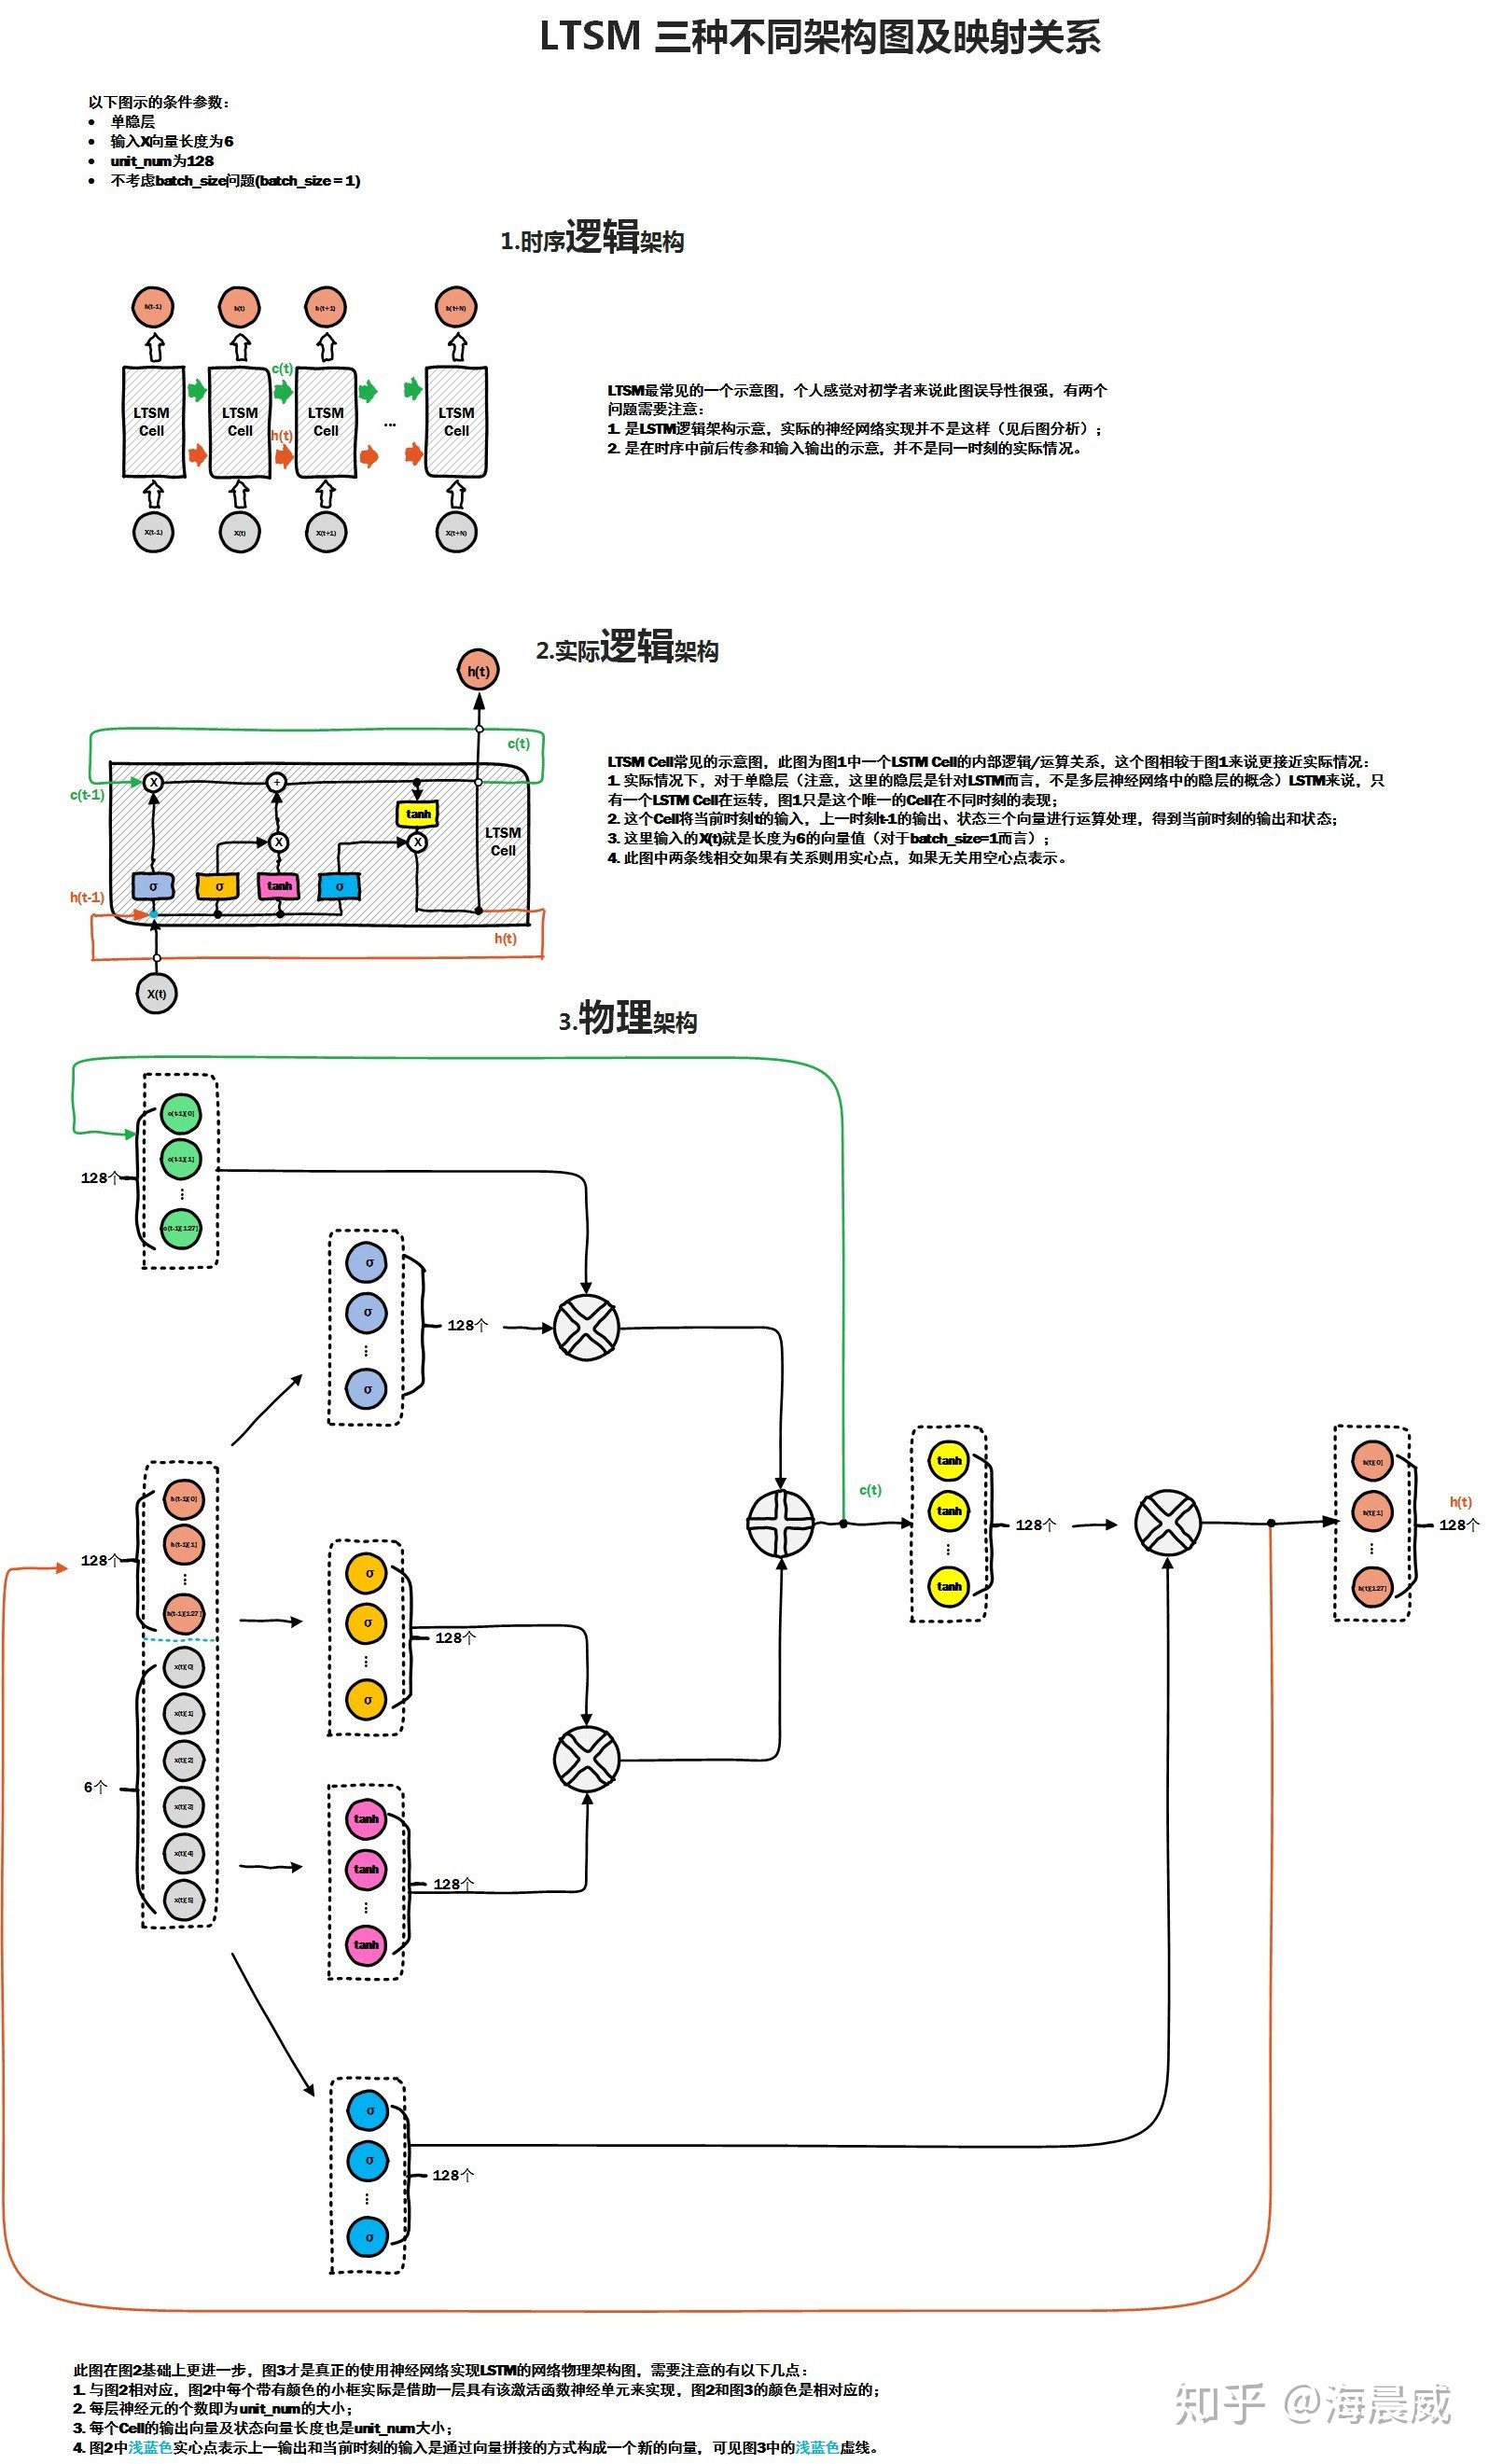 LTSM 三种不同架构图及映射关系
以下图示的条件参数：
• 单隐层
• 输入X向量长度为6
• unit_num为128
• 不考虑batch_size问题(batch_size＝1)
1.时序逻辑架构
h(t-1)
h(t)
h(t+1)
h(t+N)
c(t)
LTSM
Cell
LTSM
Cell
LTSM
Cell
...
LTSM
Cell
h(t)
X(t-1)
X(t)
X(t+1)
X(t+N)
LTSM最常见的一个示意图，个人感觉对初学者来说此图误导性很强，有两个
问题需要注意：
1. 是LSTM逻辑架构示意，实际的神经网络实现并不是这样（见后图分析）；
2. 是在时序中前后传参和输入输出的示意，并不是同一时刻的实际情况。
2.实际逻辑架构
h(t)
c(t)
c(t-1)
X
+
tanh
X
X
LTSM
Cell
σ
σ
tanh
σ
h(t-1)
h(t)
X(t)
LTSM Cell常见的示意图，此图为图1中一个LSTM Cell的内部逻辑/运算关系，这个图相较于图1来说更接近实际情况：
1. 实际情况下，对于单隐层（注意，这里的隐层是针对LSTM而言，不是多层神经网络中的隐层的概念）LSTM来说，只
有一个LSTM Cell在运转，图1只是这个唯一的Cell在不同时刻的表现；
2. 这个Cell将当前时刻t的输入，上一时刻t-1的输出、状态三个向量进行运算处理，得到当前时刻的输出和状态；
3. 这里输入的X(t)就是长度为6的向量值（对于batch_size=1而言）；
4. 此图中两条线相交如果有关系则用实心点，如果无关用空心点表示。
3.物理架构
c(t-1)[0]
c(t-1)[1]
...
c(t-1)[127]
128个
σ
σ
...
σ
128个
h(t-1)[0]
h(t-1)[1]
...
h(t-1)[127]
128个
x(t)[0]
x(t)[1]
x(t)[2]
x(t)[2]
x(t)[4]
x(t)[5]
6个
σ
σ
...
σ
128个
tanh
tanh
...
tanh
128个
σ
σ
...
σ
128个
c(t)
tanh
tanh
...
tanh
128个
h(t)[0]
h(t)[1]
...
h(t)[127]
h(t)
128个
此图在图2基础上更进一步，图3才是真正的使用神经网络实现LSTM的网络物理架构图，需要注意的有以下几点：
1. 与图2相对应，图2中每个带有颜色的小框实际是借助一层具有该激活函数神经单元来实现，图2和图3的颜色是相对应的；
2. 每层神经元的个数即为unit_num的大小；
3. 每个Cell的输出向量及状态向量长度也是unit_num大小；
4. 图2中浅蓝色实心点表示上一输出和当前时刻的输入是通过向量拼接的方式构成一个新的向量，可见图3中的浅蓝色虚线。
知乎 @海晨威